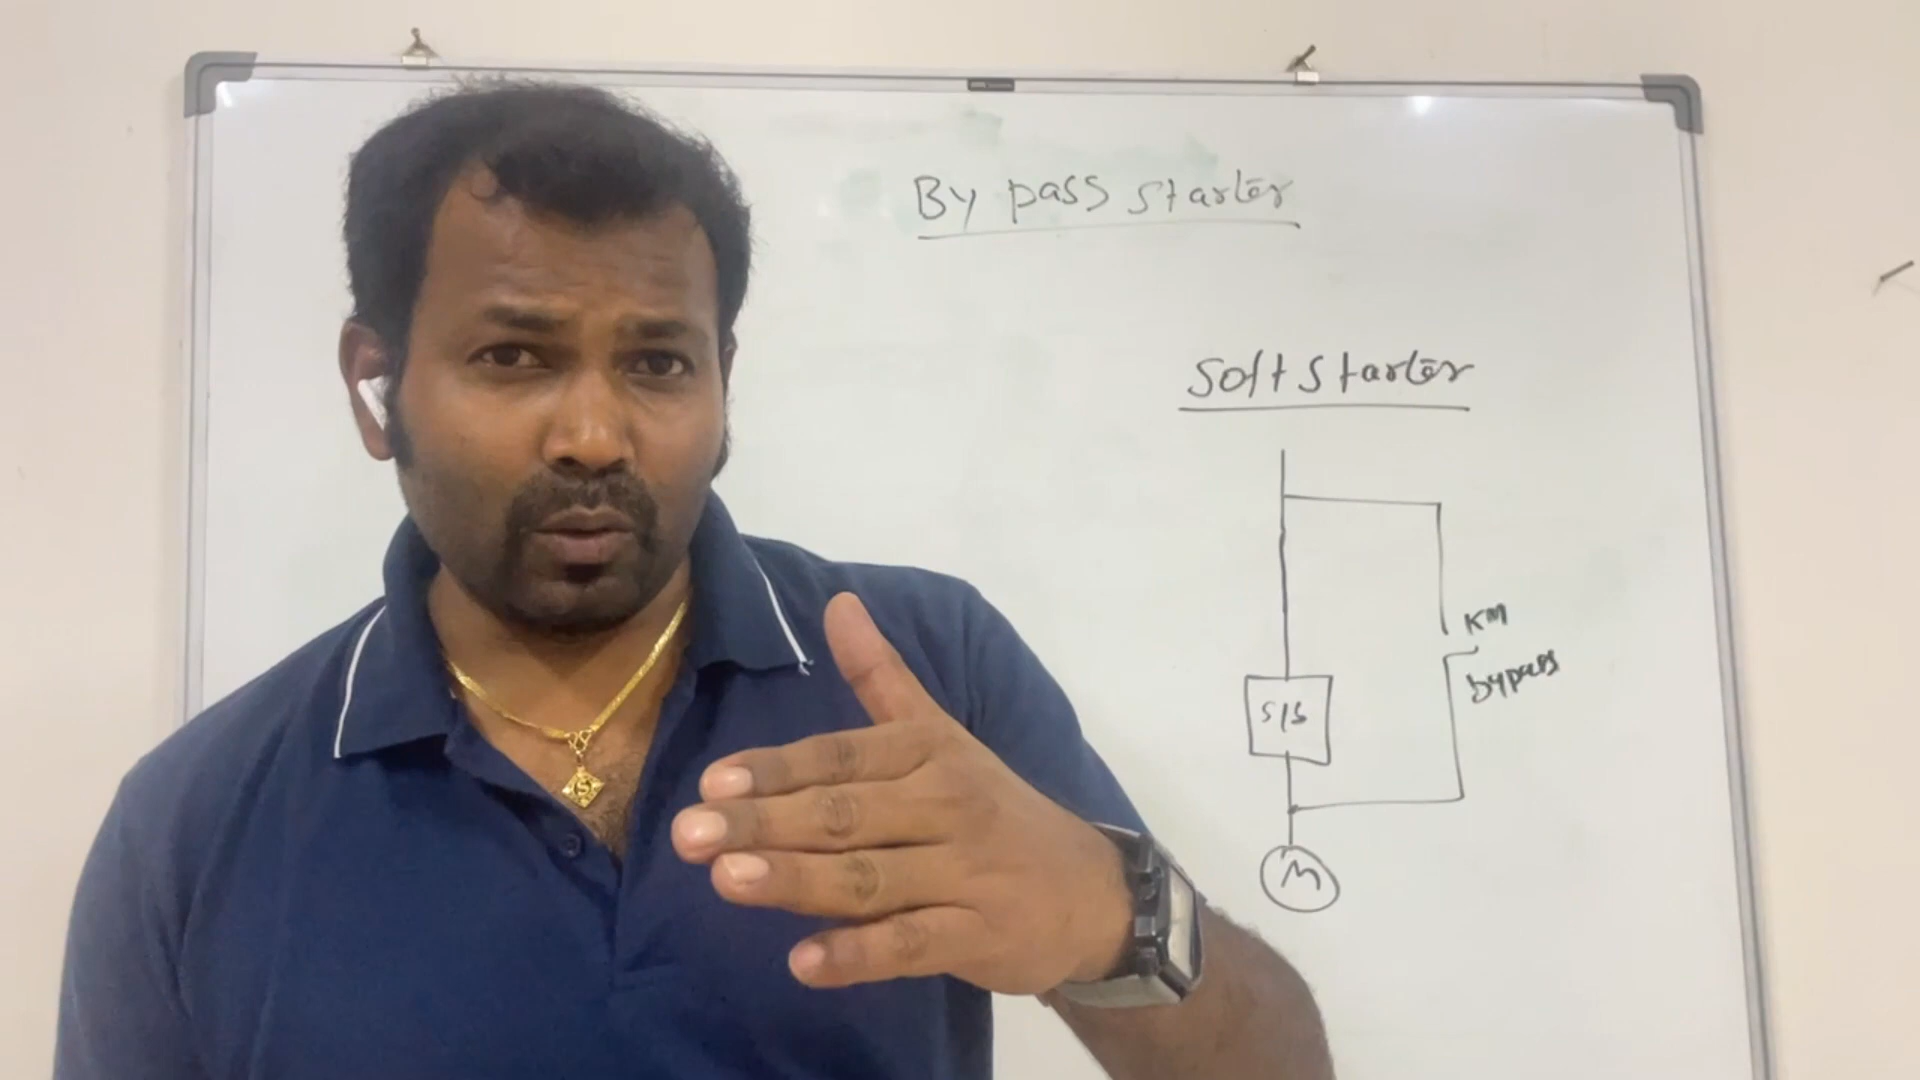 By pass starter
Soft starter
KM
bypass
S/S
M
S